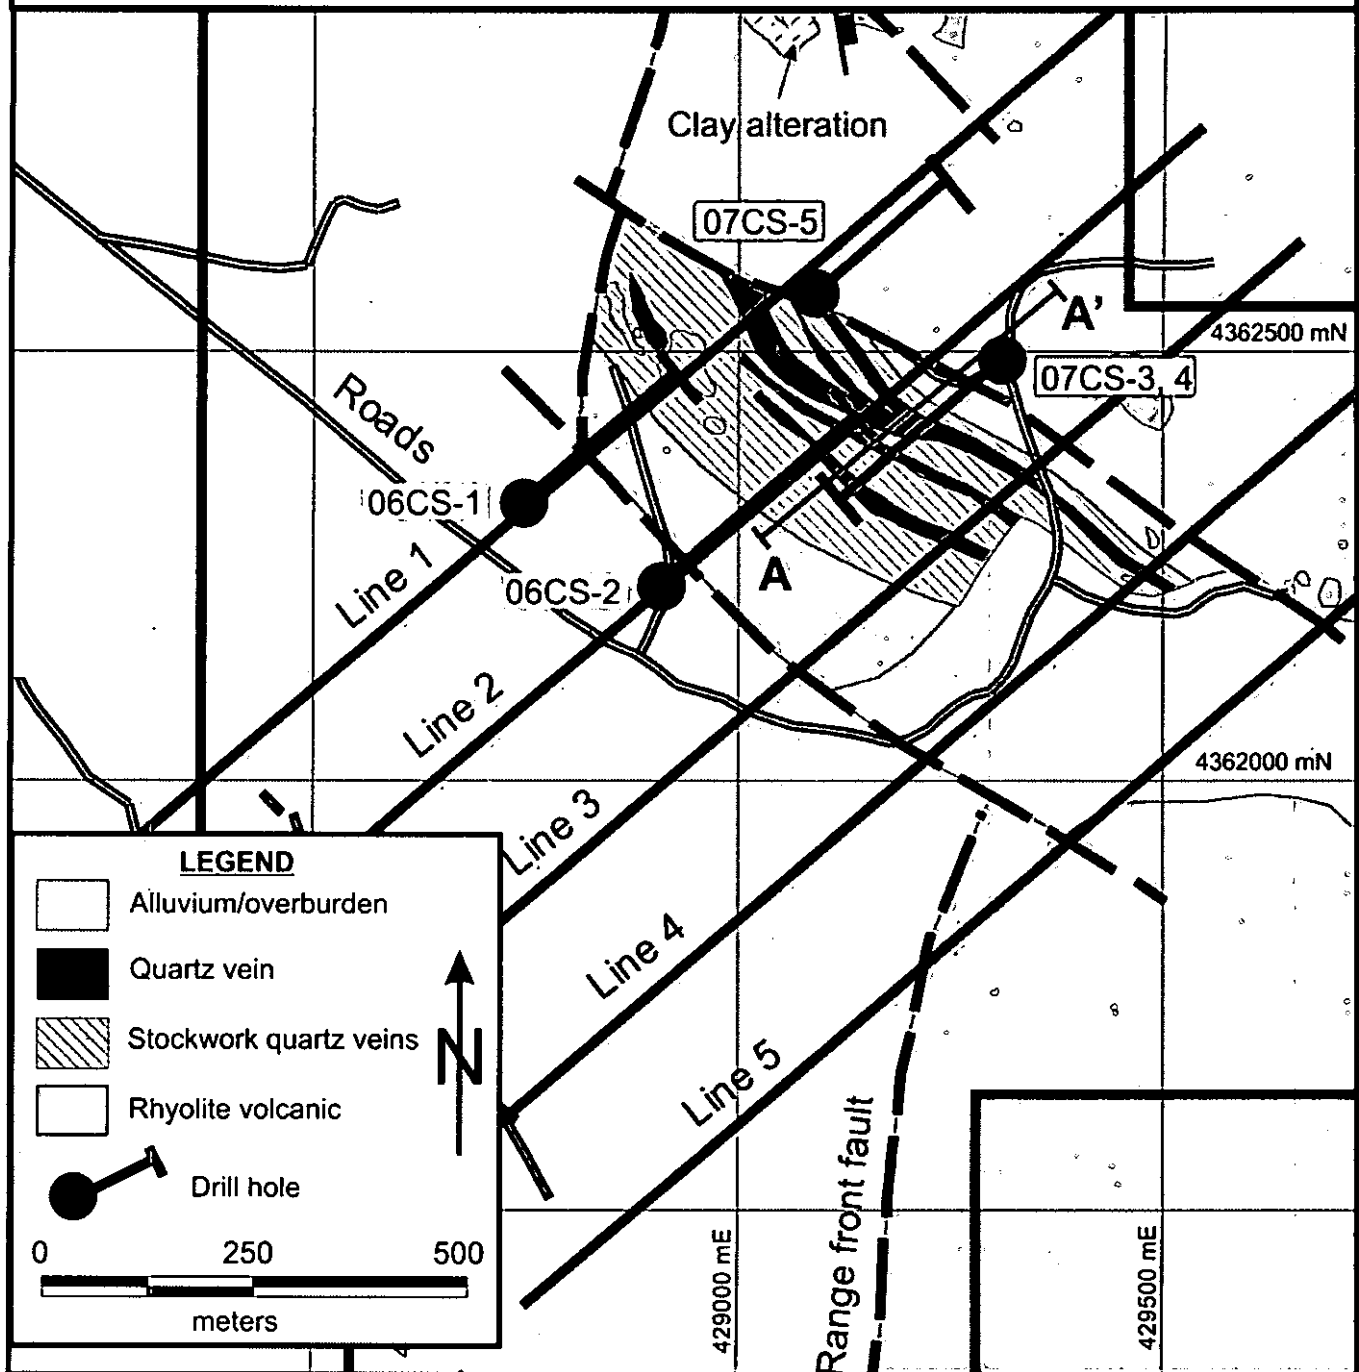 Clay alteration
07CS-5
A'
4362500 mN
07CS-3, 4
Roads
06CS-1
Line 1
06CS-2
A
Line 2
4362000 mN
Line 3
LEGEND
Alluvium/overburden
Quartz vein
Stockwork quartz veins
Rhyolite volcanic
Drill hole
N
0 250 500
meters
Line 4
Line 5
Range front fault
429000 mE
429500 mE